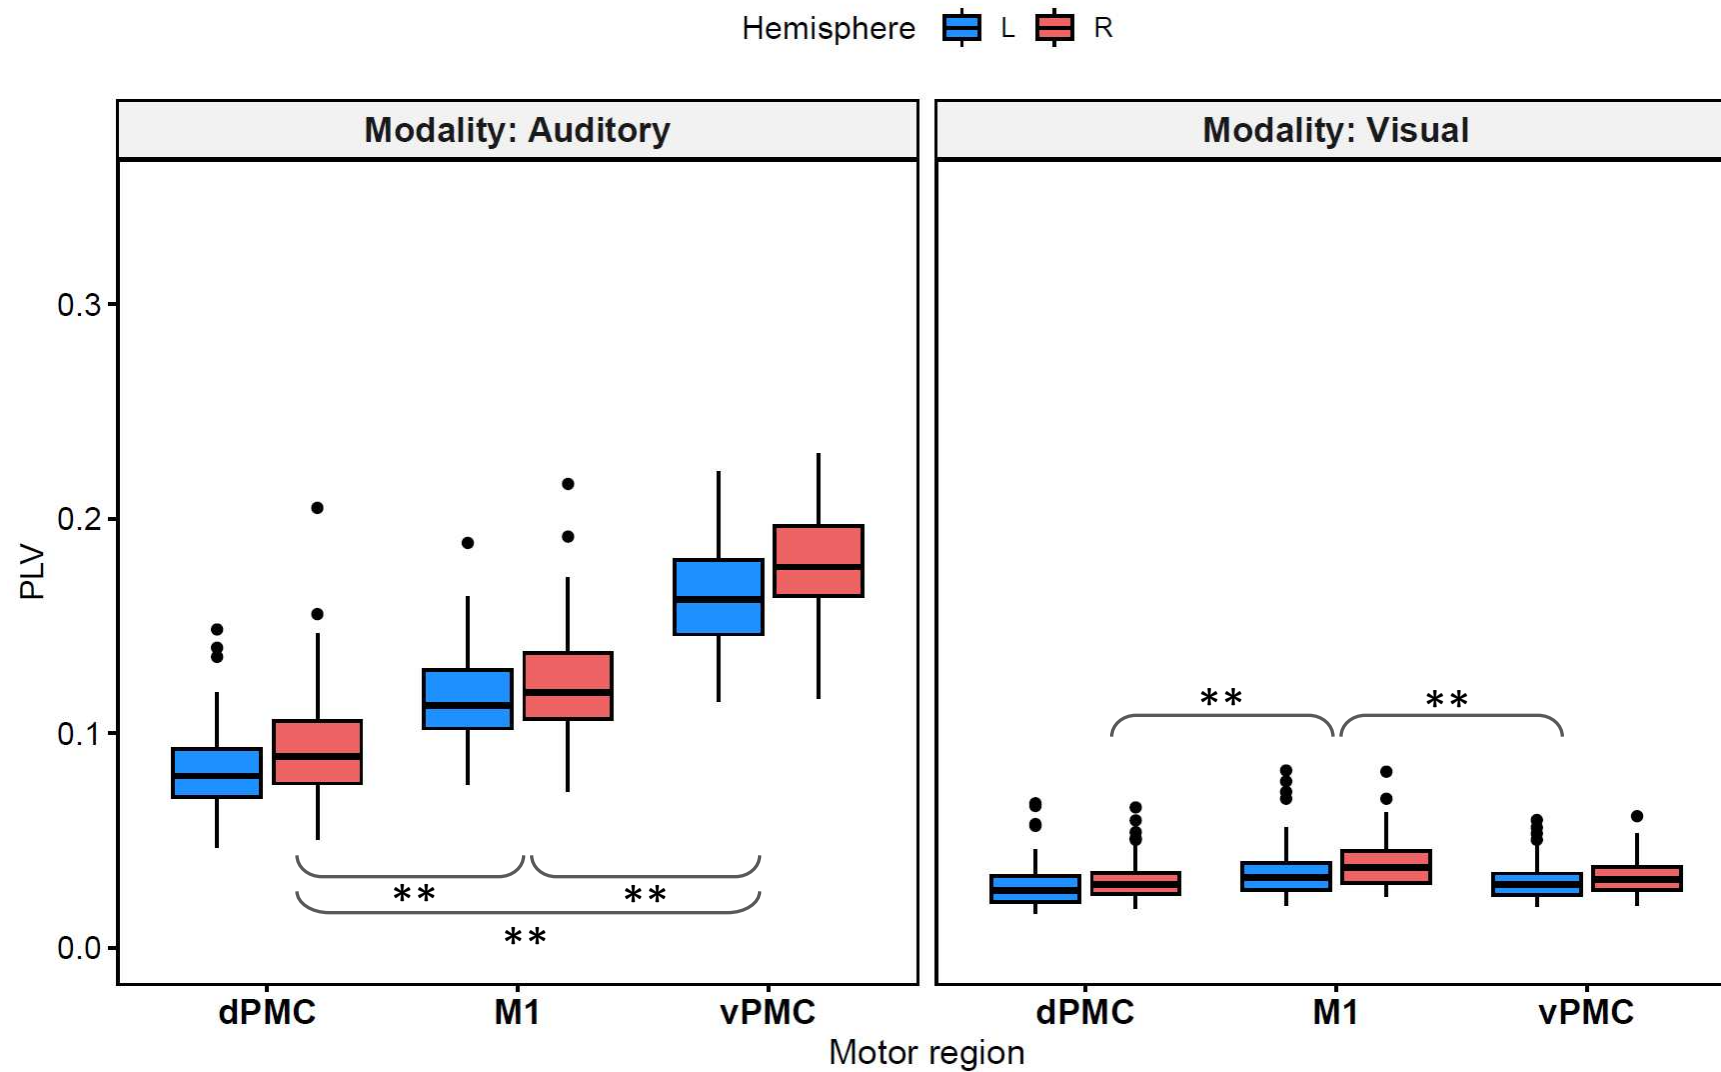 Hemisphere L R
Modality: Auditory Modality: Visual
0.3
0.2
0.1
0.0
PLV
** **
** **
**
dPMC M1 vPMC dPMC M1 vPMC
Motor region